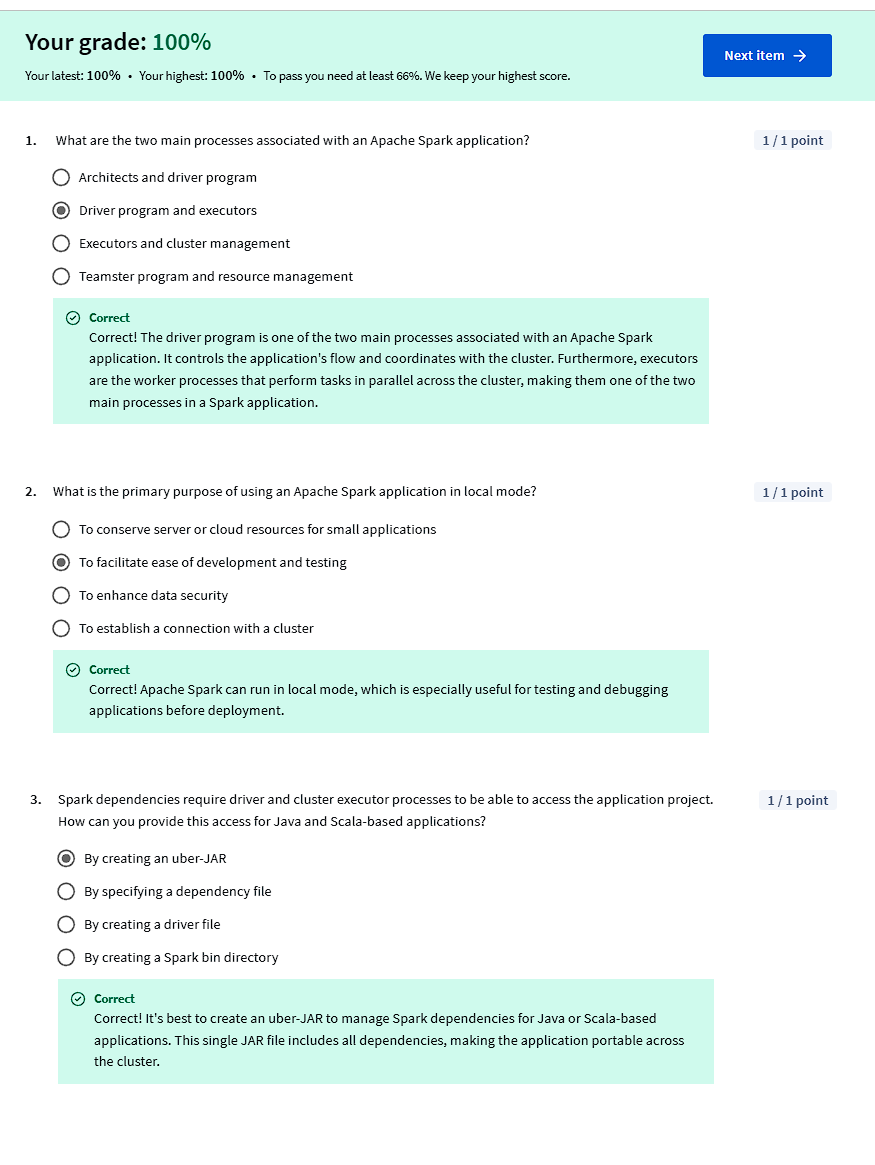 Your grade: 100%
Next item →
Your latest: 100% • Your highest: 100% • To pass you need at least 66%. We keep your highest score.
1. What are the two main processes associated with an Apache Spark application?
1 / 1 point
Architects and driver program
Driver program and executors
Executors and cluster management
Teamster program and resource management
Correct
Correct! The driver program is one of the two main processes associated with an Apache Spark
application. It controls the application's flow and coordinates with the cluster. Furthermore, executors
are the worker processes that perform tasks in parallel across the cluster, making them one of the two
main processes in a Spark application.
2. What is the primary purpose of using an Apache Spark application in local mode?
1 / 1 point
To conserve server or cloud resources for small applications
To facilitate ease of development and testing
To enhance data security
To establish a connection with a cluster
Correct
Correct! Apache Spark can run in local mode, which is especially useful for testing and debugging
applications before deployment.
3. Spark dependencies require driver and cluster executor processes to be able to access the application project.
1 / 1 point
How can you provide this access for Java and Scala-based applications?
By creating an uber-JAR
By specifying a dependency file
By creating a driver file
By creating a Spark bin directory
Correct
Correct! It's best to create an uber-JAR to manage Spark dependencies for Java or Scala-based
applications. This single JAR file includes all dependencies, making the application portable across
the cluster.